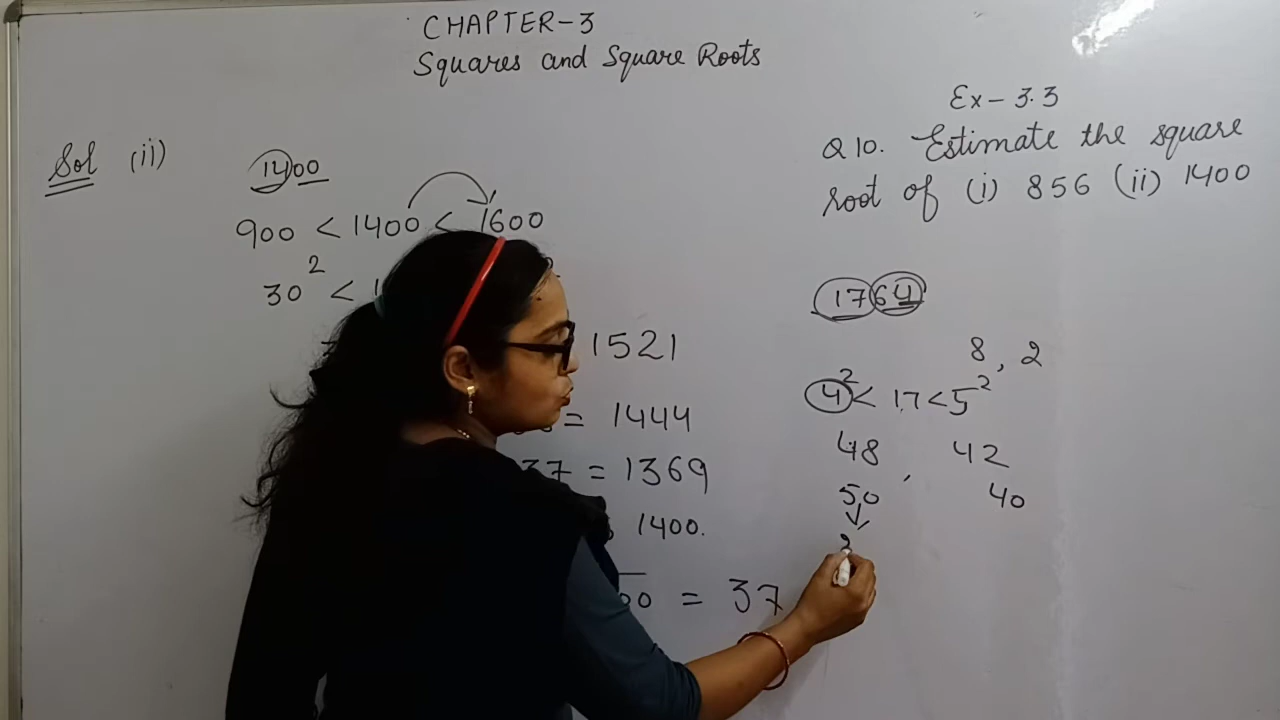 CHAPTER-3
Squares and Square Roots
Ex- 3.3
Q10. Estimate the square
root of (i) 856 (ii) 1400
Sol (ii)
1400
900 < 1400 < 1600
30² <
1521
= 1444
37 = 1369
1400.
= 37
1764
8, 2
4² < 17 < 5²
48, 42
50 40